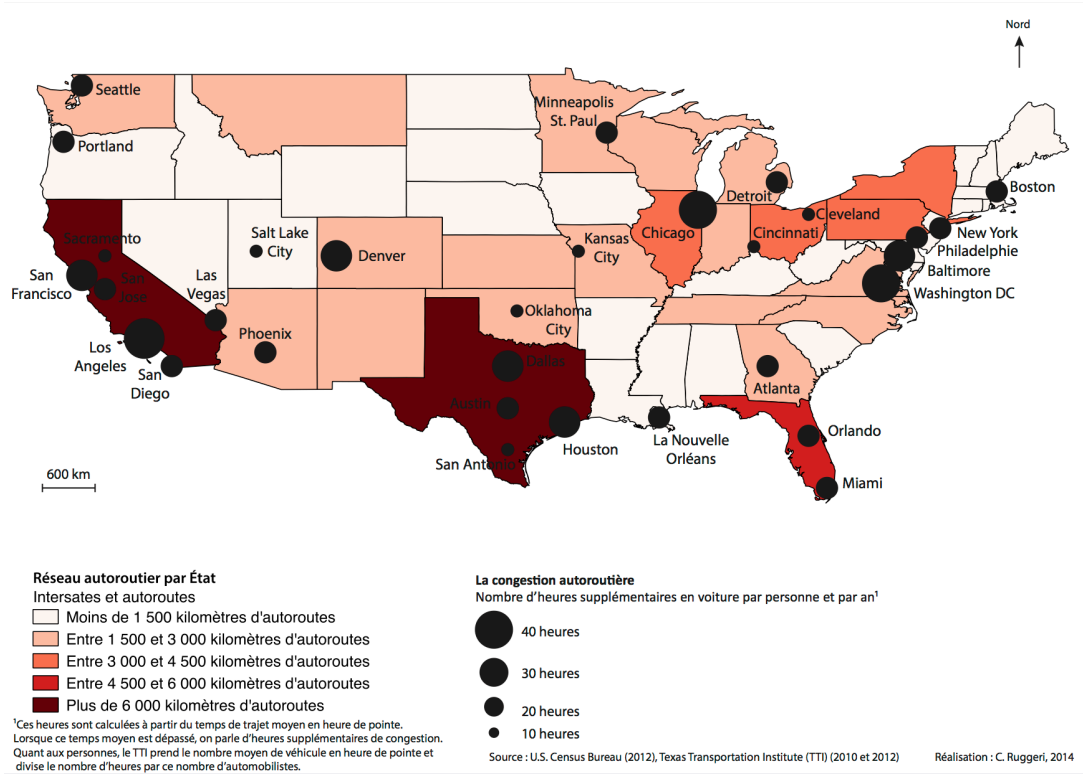 Nord
Seattle
Portland
Minneapolis
St. Paul
Detroit
Boston
Cleveland
Chicago
Cincinnati
New York
Philadelphie
Baltimore
Washington DC
Sacramento
Salt Lake
City
Denver
Kansas
City
San
Francisco
San
José
Las
Vegas
Phoenix
Oklahoma
City
Los
Angeles
San
Diego
Dallas
Austin
Atlanta
Houston
San Antonio
La Nouvelle
Orléans
Orlando
Miami
600 km
Réseau autoroutier par État
Intersates et autoroutes
Moins de 1 500 kilomètres d'autoroutes
Entre 1 500 et 3 000 kilomètres d'autoroutes
Entre 3 000 et 4 500 kilomètres d'autoroutes
Entre 4 500 et 6 000 kilomètres d'autoroutes
Plus de 6 000 kilomètres d'autoroutes
¹Ces heures sont calculées à partir du temps de trajet moyen en heure de pointe.
Lorsque ce temps moyen est dépassé, on parle d'heures supplémentaires de congestion.
Quant aux personnes, le TTI prend le nombre moyen de véhicule en heure de pointe et
divise le nombre d'heures par ce nombre d'automobilistes.
La congestion autoroutière
Nombre d'heures supplémentaires en voiture par personne et par an¹
40 heures
30 heures
20 heures
10 heures
Source : U.S. Census Bureau (2012), Texas Transportation Institute (TTI) (2010 et 2012)
Réalisation : C. Ruggeri, 2014